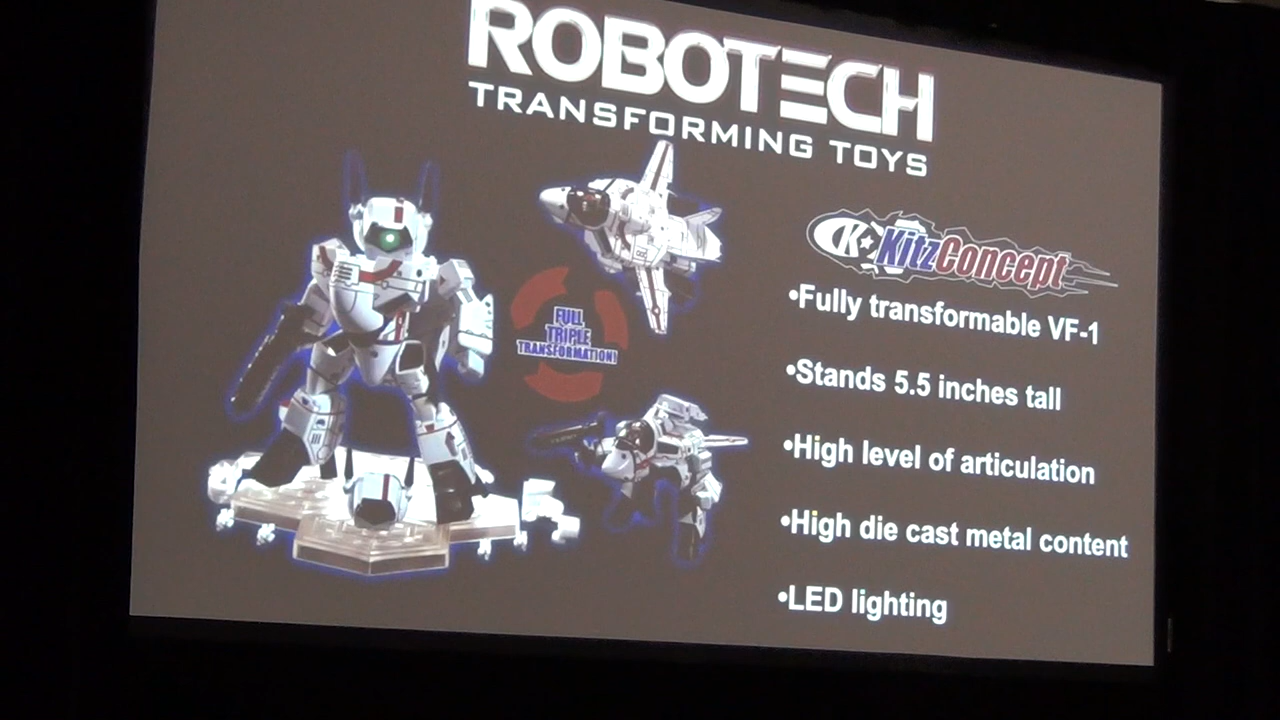 ROBOTECH
TRANSFORMING TOYS
CK KitzConcept
FULL
TRIPLE
TRANSFORMATION!
•Fully transformable VF-1
•Stands 5.5 inches tall
•High level of articulation
•High die cast metal content
•LED lighting